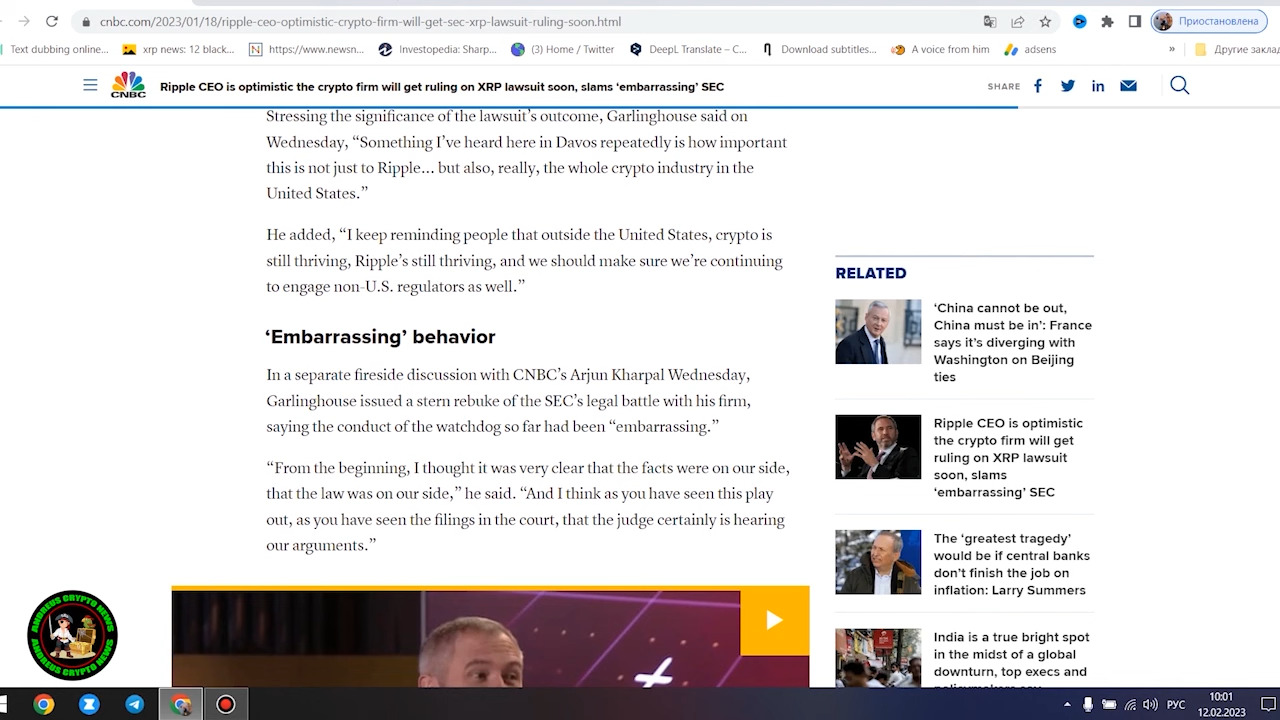 cnbc.com/2023/01/18/ripple-ceo-optimistic-crypto-firm-will-get-sec-xrp-lawsuit-ruling-soon.html
Приостановлена
Text dubbing online...
xrp news: 12 black...
https://www.newsn...
Investopedia: Sharp...
(3) Home / Twitter
DeepL Translate – C...
Download subtitles...
A voice from him
adsens
»
Другие закла
CNBC
Ripple CEO is optimistic the crypto firm will get ruling on XRP lawsuit soon, slams ‘embarrassing’ SEC
SHARE
Stressing the significance of the lawsuit’s outcome, Garlinghouse said on
Wednesday, “Something I’ve heard here in Davos repeatedly is how important
this is not just to Ripple… but also, really, the whole crypto industry in the
United States.”
He added, “I keep reminding people that outside the United States, crypto is
still thriving, Ripple’s still thriving, and we should make sure we’re continuing
to engage non-U.S. regulators as well.”
‘Embarrassing’ behavior
In a separate fireside discussion with CNBC’s Arjun Kharpal Wednesday,
Garlinghouse issued a stern rebuke of the SEC’s legal battle with his firm,
saying the conduct of the watchdog so far had been “embarrassing.”
“From the beginning, I thought it was very clear that the facts were on our side,
that the law was on our side,” he said. “And I think as you have seen this play
out, as you have seen the filings in the court, that the judge certainly is hearing
our arguments.”
RELATED
‘China cannot be out,
China must be in’: France
says it’s diverging with
Washington on Beijing
ties
Ripple CEO is optimistic
the crypto firm will get
ruling on XRP lawsuit
soon, slams
‘embarrassing’ SEC
The ‘greatest tragedy’
would be if central banks
don’t finish the job on
inflation: Larry Summers
India is a true bright spot
in the midst of a global
downturn, top execs and
ANDREUS CRYPTO NEWS
ANDREUS CRYPTO NEWS
РУС
10:01
12.02.2023